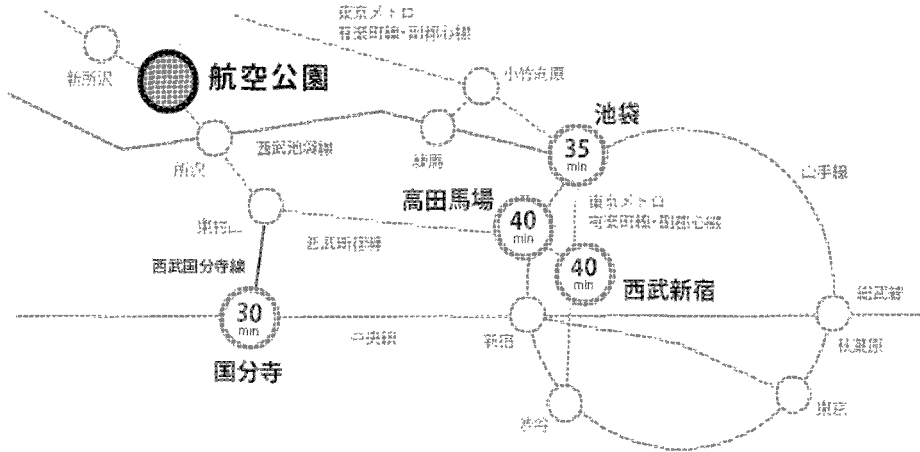 東京メトロ
有楽町線・副都心線
新所沢
航空公園
小竹向原
池袋
35
min
西武池袋線
練馬
所沢
山手線
高田馬場
40
min
東京メトロ
有楽町線・副都心線
東村山
西武新宿線
西武国分寺線
40
min
西武新宿
30
min
中央線
新宿
総武線
秋葉原
国分寺
渋谷
東京